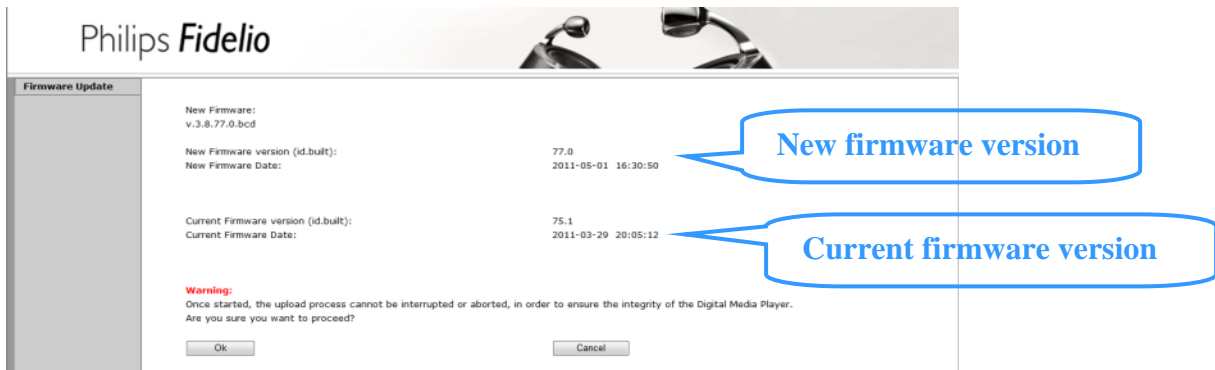 Philips Fidelio
Firmware Update
New Firmware:
v.3.8.77.0.bcd
New Firmware version (id.built): 77.0
New Firmware Date: 2011-05-01 16:30:50
New firmware version
Current Firmware version (id.built): 75.1
Current Firmware Date: 2011-03-29 20:05:12
Current firmware version
Warning:
Once started, the upload process cannot be interrupted or aborted, in order to ensure the integrity of the Digital Media Player.
Are you sure you want to proceed?
Ok Cancel